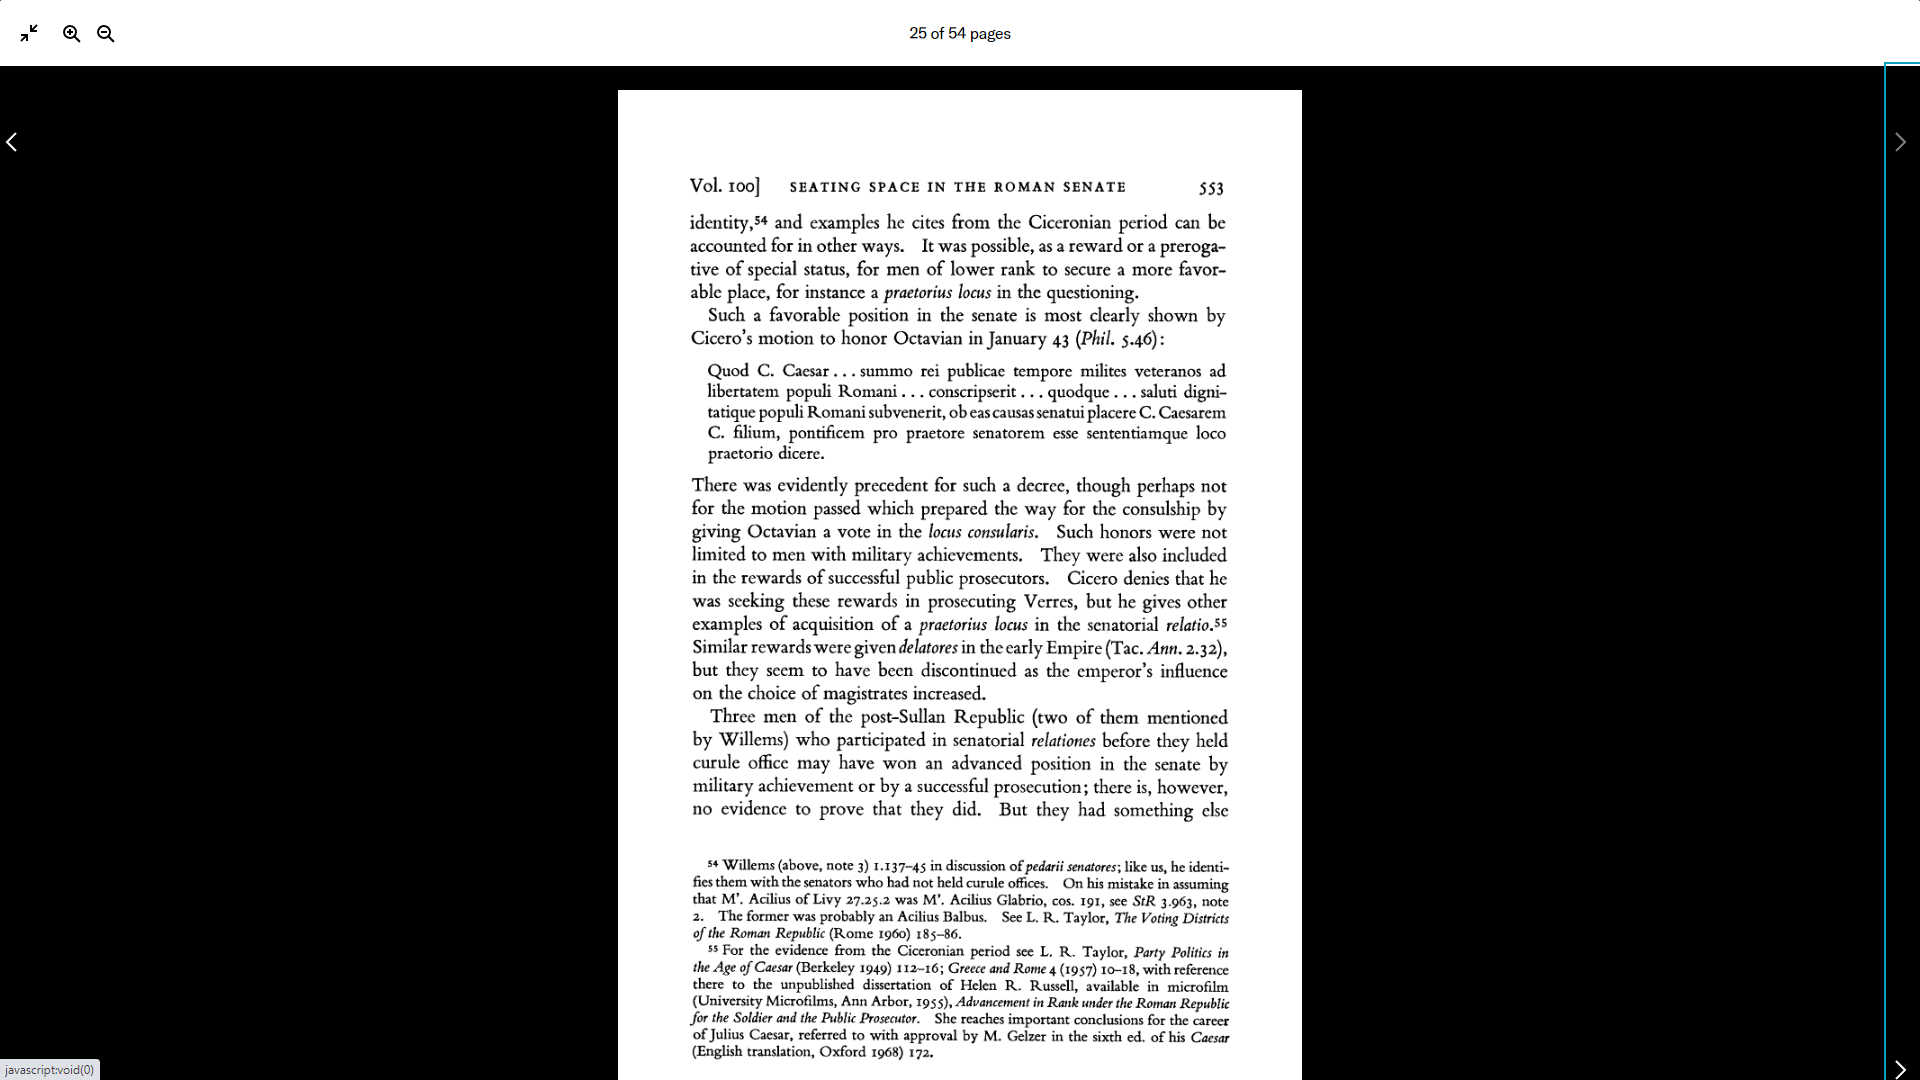 25 of 54 pages
Vol. 100] SEATING SPACE IN THE ROMAN SENATE 553
identity,54 and examples he cites from the Ciceronian period can be
accounted for in other ways. It was possible, as a reward or a preroga-
tive of special status, for men of lower rank to secure a more favor-
able place, for instance a praetorius locus in the questioning.
Such a favorable position in the senate is most clearly shown by
Cicero's motion to honor Octavian in January 43 (Phil. 5.46):
Quod C. Caesar . . . summo rei publicae tempore milites veteranos ad
libertatem populi Romani . . . conscripserit . . . quodque . . . saluti digni-
tatique populi Romani subvenerit, ob eas causas senatui placere C. Caesarem
C. filium, pontificem pro praetore senatorem esse sententiamque loco
praetorio dicere.
There was evidently precedent for such a decree, though perhaps not
for the motion passed which prepared the way for the consulship by
giving Octavian a vote in the locus consularis. Such honors were not
limited to men with military achievements. They were also included
in the rewards of successful public prosecutors. Cicero denies that he
was seeking these rewards in prosecuting Verres, but he gives other
examples of acquisition of a praetorius locus in the senatorial relatio.55
Similar rewards were given delatores in the early Empire (Tac. Ann. 2.32),
but they seem to have been discontinued as the emperor's influence
on the choice of magistrates increased.
Three men of the post-Sullan Republic (two of them mentioned
by Willems) who participated in senatorial relationes before they held
curule office may have won an advanced position in the senate by
military achievement or by a successful prosecution; there is, however,
no evidence to prove that they did. But they had something else
54 Willems (above, note 3) 1.137–45 in discussion of pedarii senatores; like us, he identi-
fies them with the senators who had not held curule offices. On his mistake in assuming
that M'. Acilius of Livy 27.25.2 was M'. Acilius Glabrio, cos. 191, see StR 3.963, note
2. The former was probably an Acilius Balbus. See L. R. Taylor, The Voting Districts
of the Roman Republic (Rome 1960) 185–86.
55 For the evidence from the Ciceronian period see L. R. Taylor, Party Politics in
the Age of Caesar (Berkeley 1949) 112–16; Greece and Rome 4 (1957) 10–18, with reference
there to the unpublished dissertation of Helen R. Russell, available in microfilm
(University Microfilms, Ann Arbor, 1955), Advancement in Rank under the Roman Republic
for the Soldier and the Public Prosecutor. She reaches important conclusions for the career
of Julius Caesar, referred to with approval by M. Gelzer in the sixth ed. of his Caesar
(English translation, Oxford 1968) 172.
javascript:void(0)